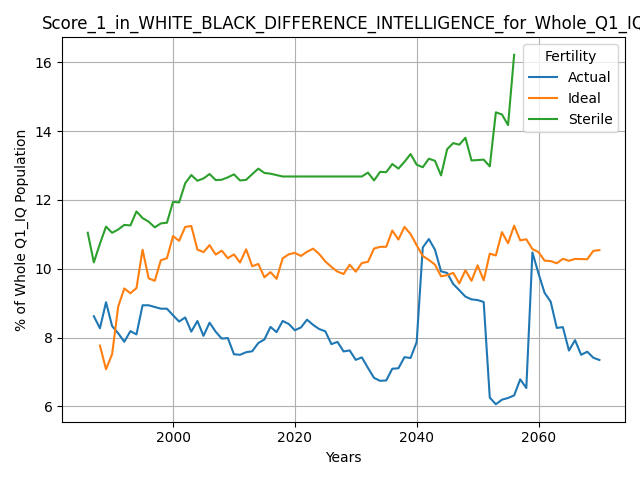 Score_1_in_WHITE_BLACK_DIFFERENCE_INTELLIGENCE_for_Whole_Q1_IQ
% of Whole Q1_IQ Population
16
14
12
10
8
6
Fertility
Actual
Ideal
Sterile
2000 2020 2040 2060
Years